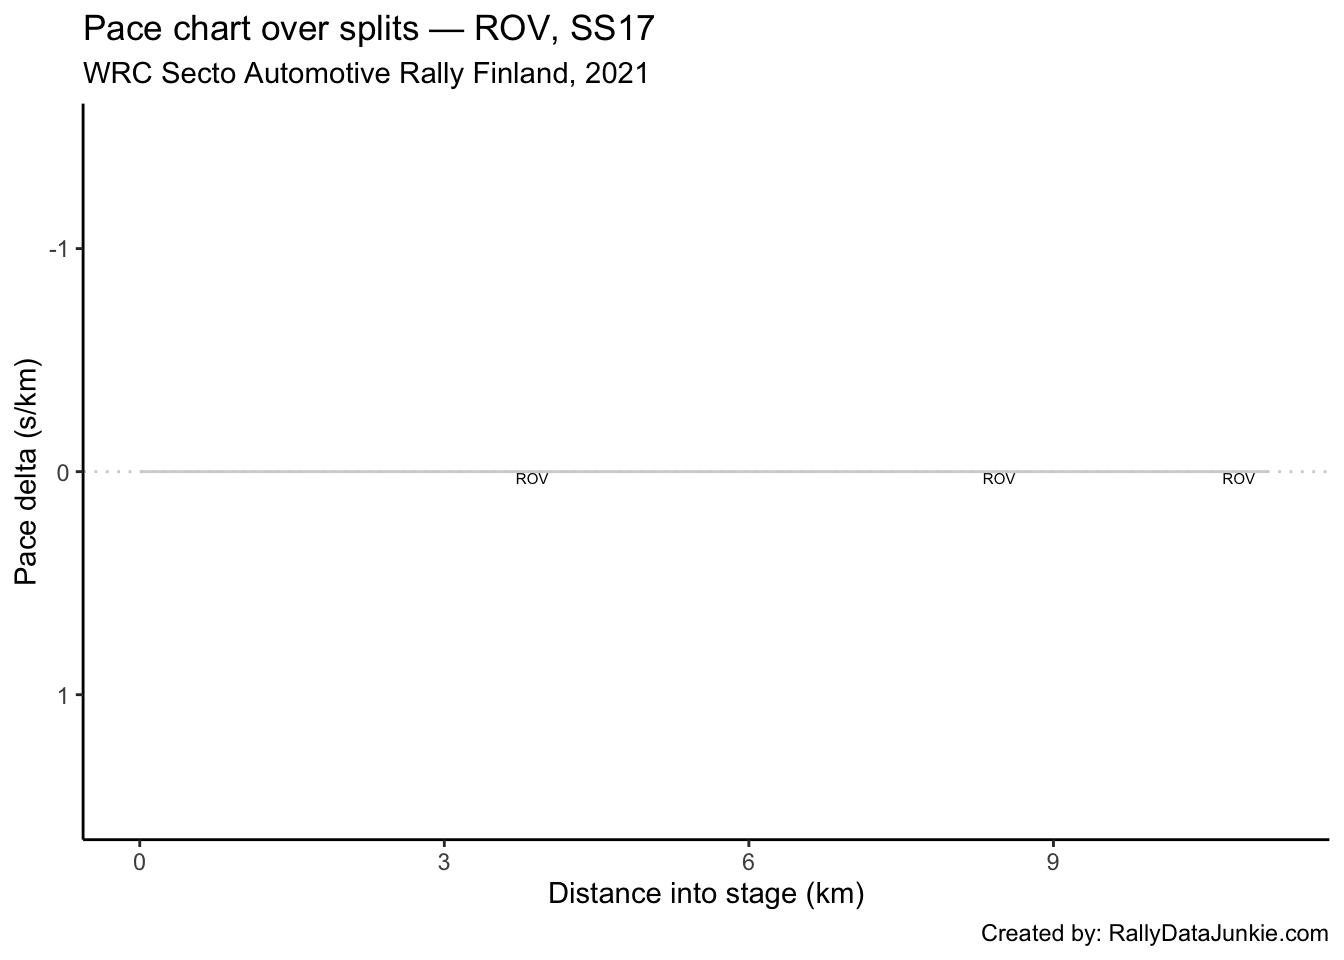 Pace chart over splits — ROV, SS17
WRC Secto Automotive Rally Finland, 2021
Pace delta (s/km)
-1
0
1
ROV ROV ROV
0 3 6 9
Distance into stage (km)
Created by: RallyDataJunkie.com